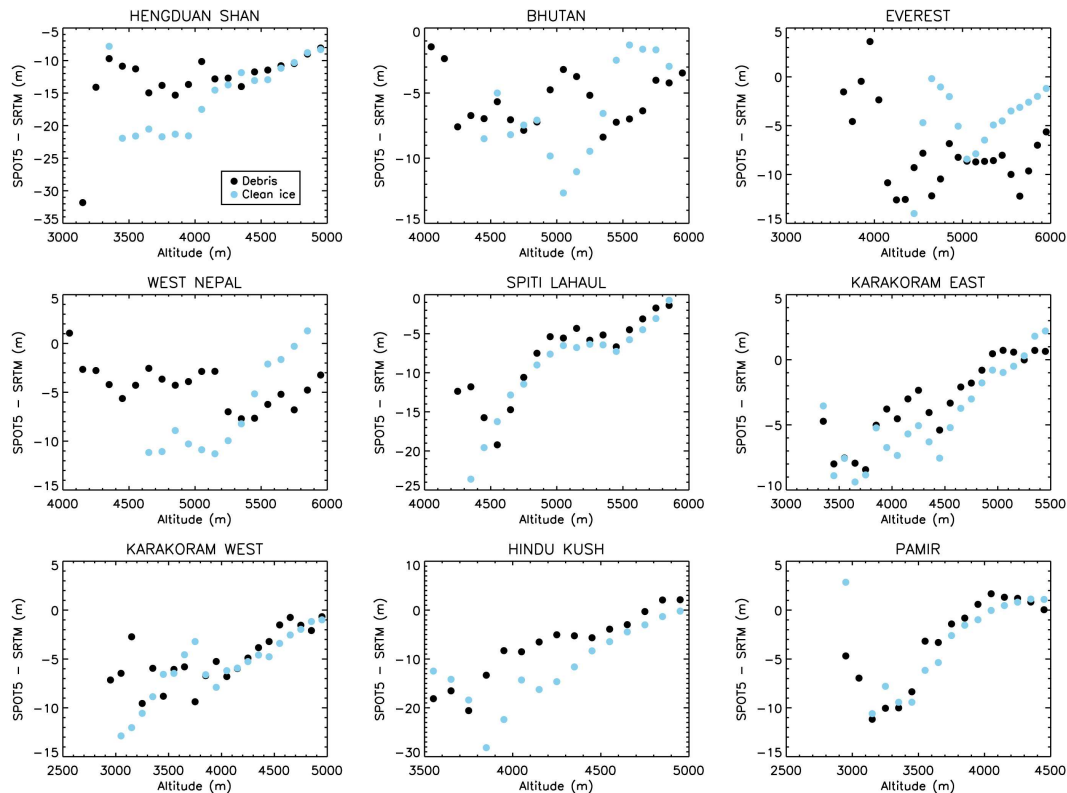 HENGDUAN SHAN
BHUTAN
EVEREST
SPOT5 − SRTM (m)
−5
−10
−15
−20
−25
−30
−35
Debris
Clean ice
3000 3500 4000 4500 5000
Altitude (m)
SPOT5 − SRTM (m)
0
−5
−10
−15
4000 4500 5000 5500 6000
Altitude (m)
SPOT5 − SRTM (m)
5
0
−5
−10
−15
3000 4000 5000 6000
Altitude (m)
WEST NEPAL
SPITI LAHAUL
KARAKORAM EAST
SPOT5 − SRTM (m)
5
0
−5
−10
−15
4000 4500 5000 5500 6000
Altitude (m)
SPOT5 − SRTM (m)
0
−5
−10
−15
−20
−25
4000 4500 5000 5500 6000
Altitude (m)
SPOT5 − SRTM (m)
5
0
−5
−10
3000 3500 4000 4500 5000 5500
Altitude (m)
KARAKORAM WEST
HINDU KUSH
PAMIR
SPOT5 − SRTM (m)
5
0
−5
−10
−15
2500 3000 3500 4000 4500 5000
Altitude (m)
SPOT5 − SRTM (m)
10
0
−10
−20
−30
3500 4000 4500 5000
Altitude (m)
SPOT5 − SRTM (m)
5
0
−5
−10
−15
2500 3000 3500 4000 4500
Altitude (m)